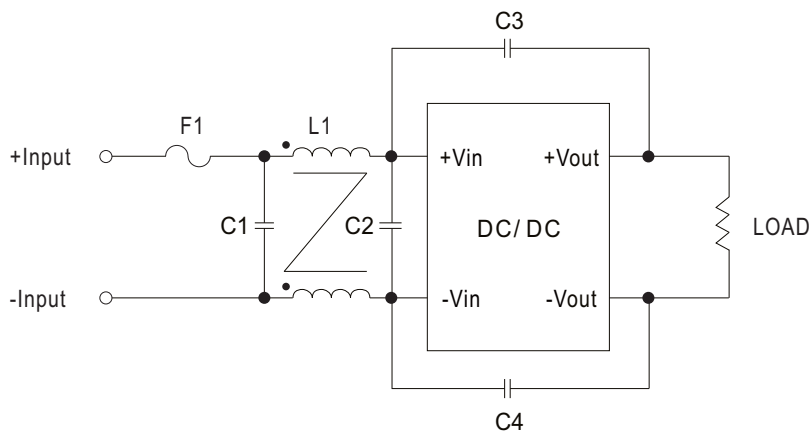 C3
F1
L1
+Input
+Vin
+Vout
C1
C2
DC/DC
LOAD
-Input
-Vin
-Vout
C4